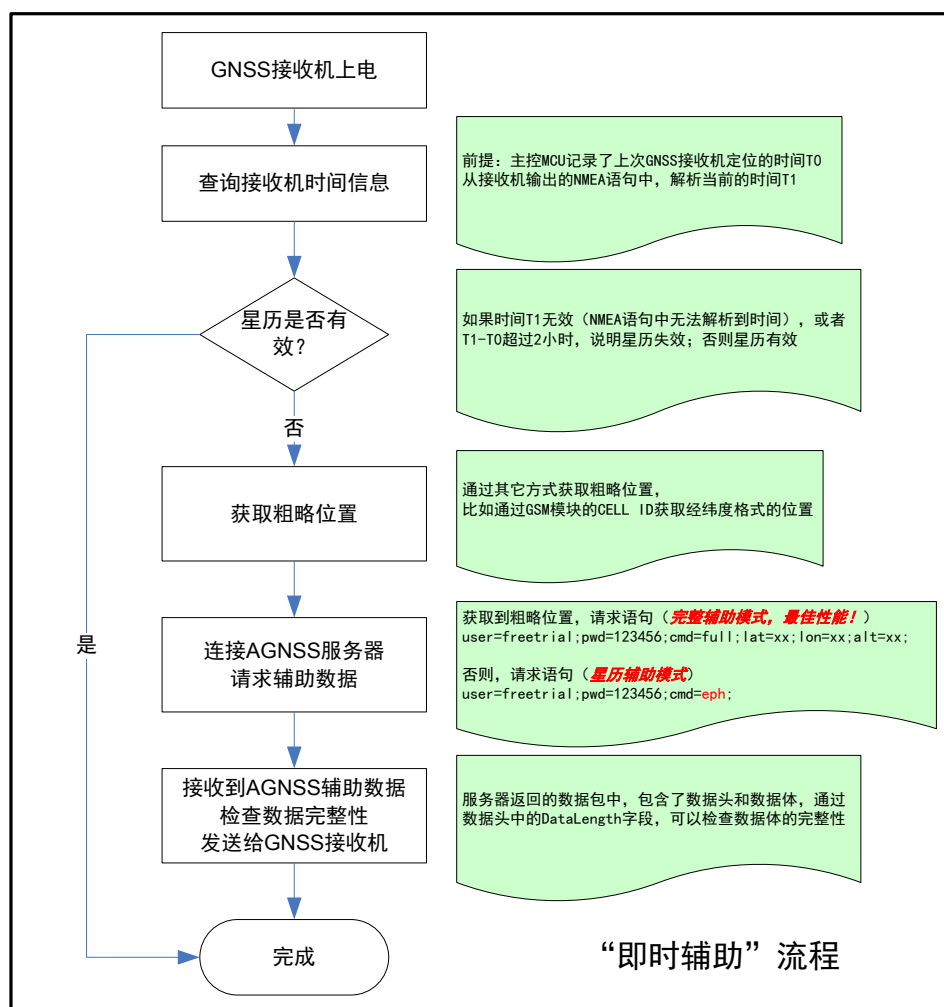 GNSS接收机上电
查询接收机时间信息
前提：主控MCU记录了上次GNSS接收机定位的时间T0
从接收机输出的NMEA语句中，解析当前的时间T1
星历是否有
效？
如果时间T1无效（NMEA语句中无法解析到时间），或者
T1-T0超过2小时，说明星历失效；否则星历有效
否
获取粗略位置
通过其它方式获取粗略位置，
比如通过GSM模块的CELL ID获取经纬度格式的位置
是
连接AGNSS服务器
请求辅助数据
获取到粗略位置，请求语句（完整辅助模式，最佳性能！）
user=freetrial;pwd=123456;cmd=full;lat=xx;lon=xx;alt=xx;
否则，请求语句（星历辅助模式）
user=freetrial;pwd=123456;cmd=eph;
接收到AGNSS辅助数据
检查数据完整性
发送给GNSS接收机
服务器返回的数据包中，包含了数据头和数据体，通过
数据头中的DataLength字段，可以检查数据体的完整性
完成
“即时辅助”流程